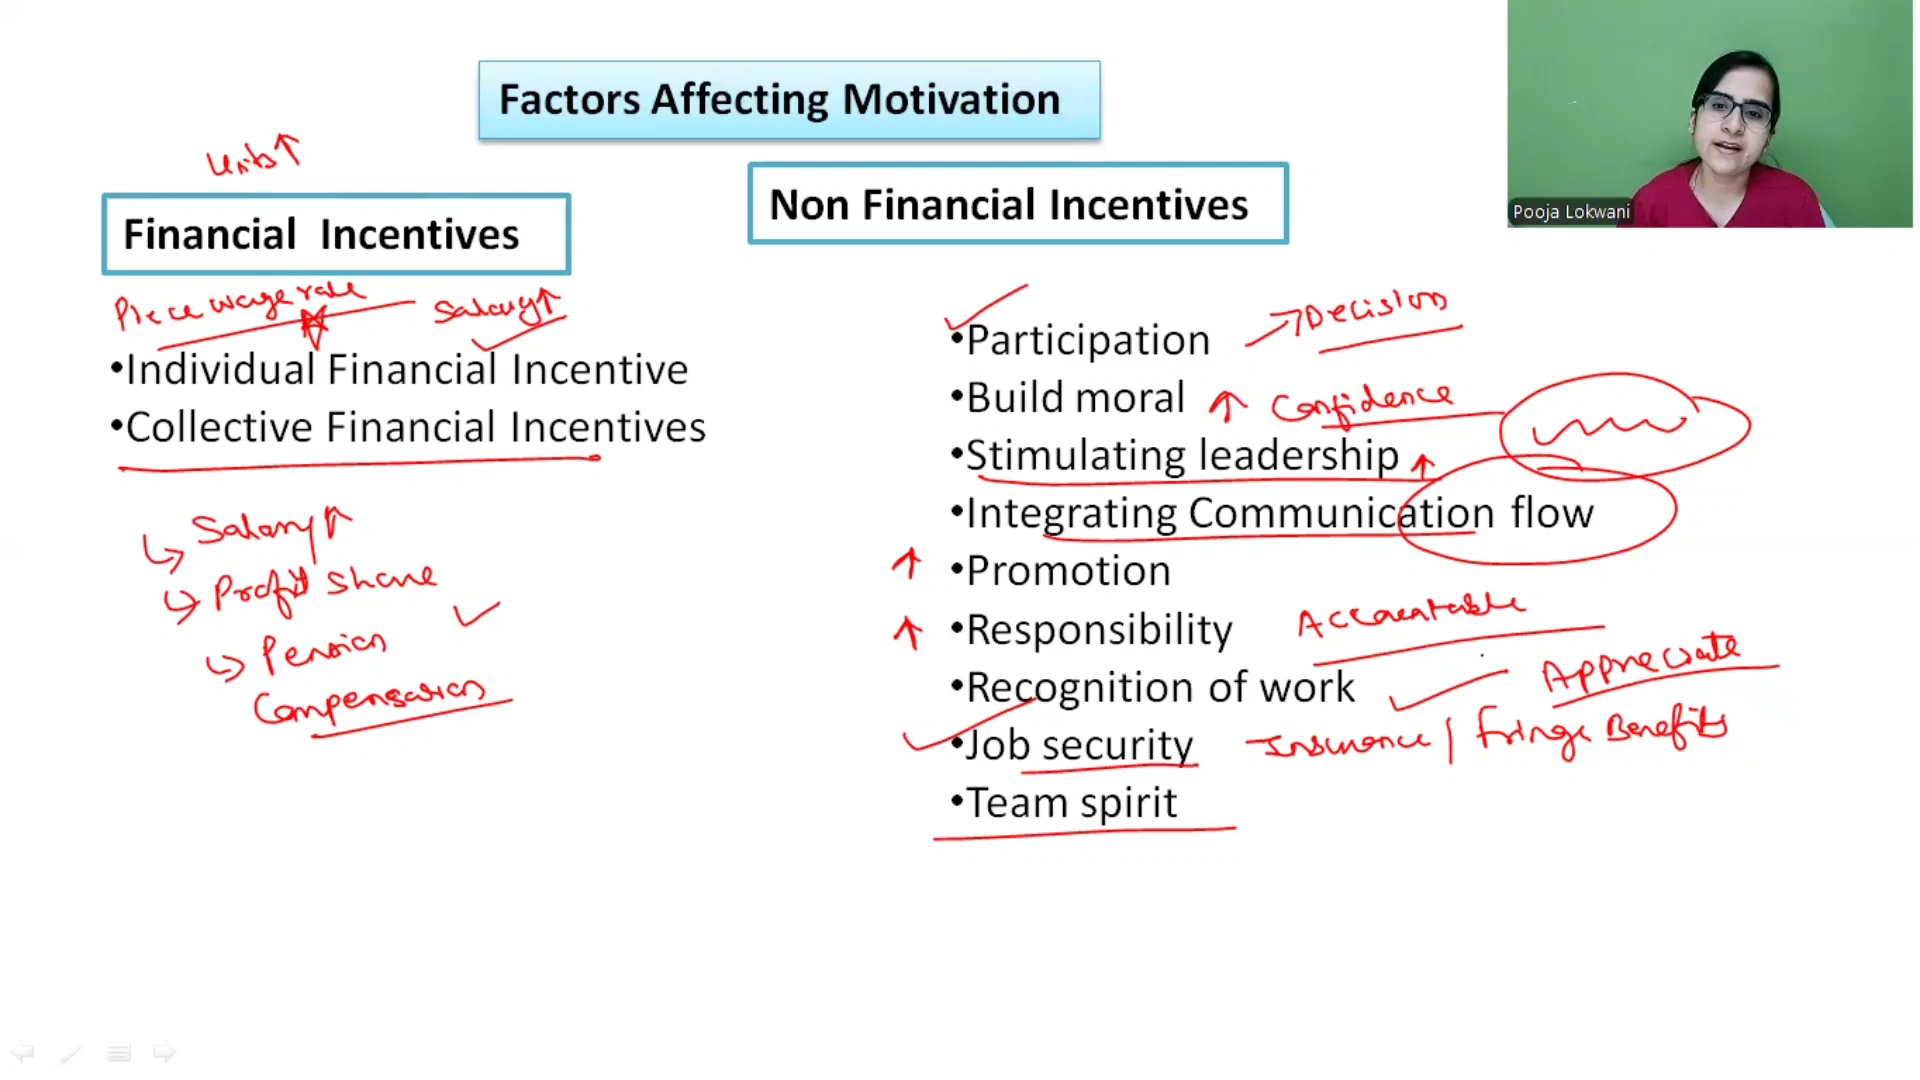 Factors Affecting Motivation
Pooja Lokwani
Units↑
Financial Incentives
Piece wage rate
Salary↑
•Individual Financial Incentive
•Collective Financial Incentives
Salary↑
Profit Share
Pension
Compensation
Non Financial Incentives
•Participation → Decision
•Build moral ↑ Confidence
•Stimulating leadership ↑
•Integrating Communication flow
↑ •Promotion
↑ •Responsibility Accountable
•Recognition of work Appreciate
•Job security - Insurance / Fringe Benefits
•Team spirit